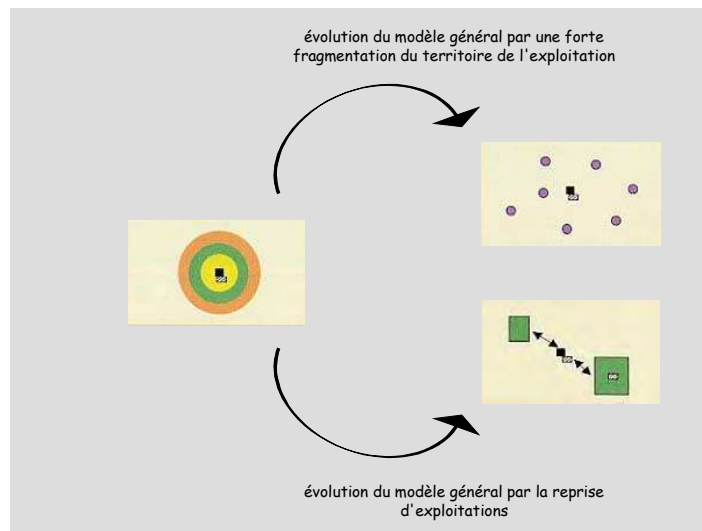 évolution du modèle général par une forte
fragmentation du territoire de l'exploitation
évolution du modèle général par la reprise
d'exploitations